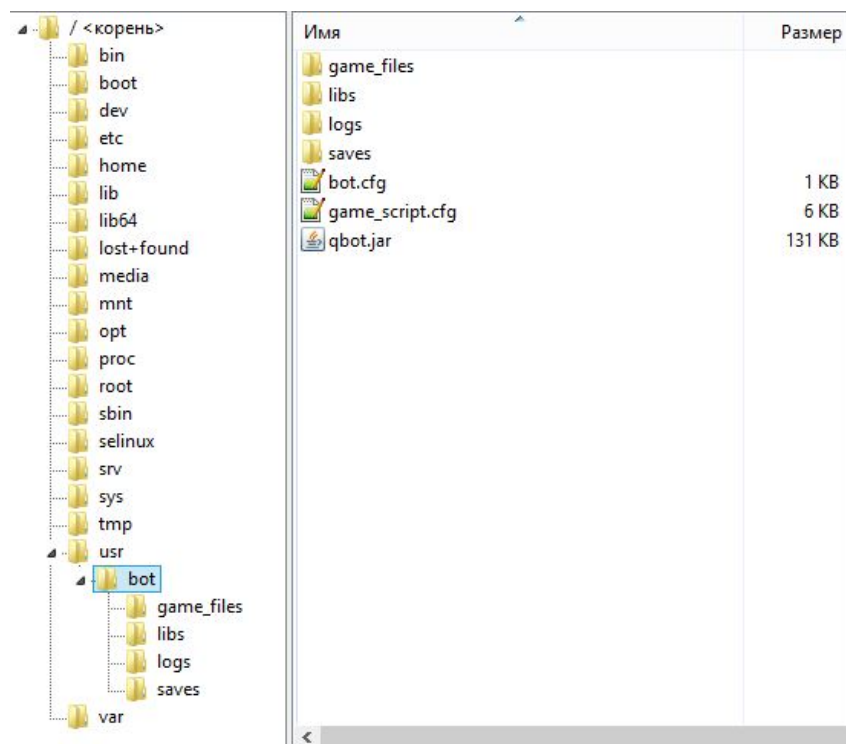 / <корень>
bin
boot
dev
etc
home
lib
lib64
lost+found
media
mnt
opt
proc
root
sbin
selinux
srv
sys
tmp
usr
bot
game_files
libs
logs
saves
var
Имя Размер
game_files
libs
logs
saves
bot.cfg 1 KB
game_script.cfg 6 KB
qbot.jar 131 KB